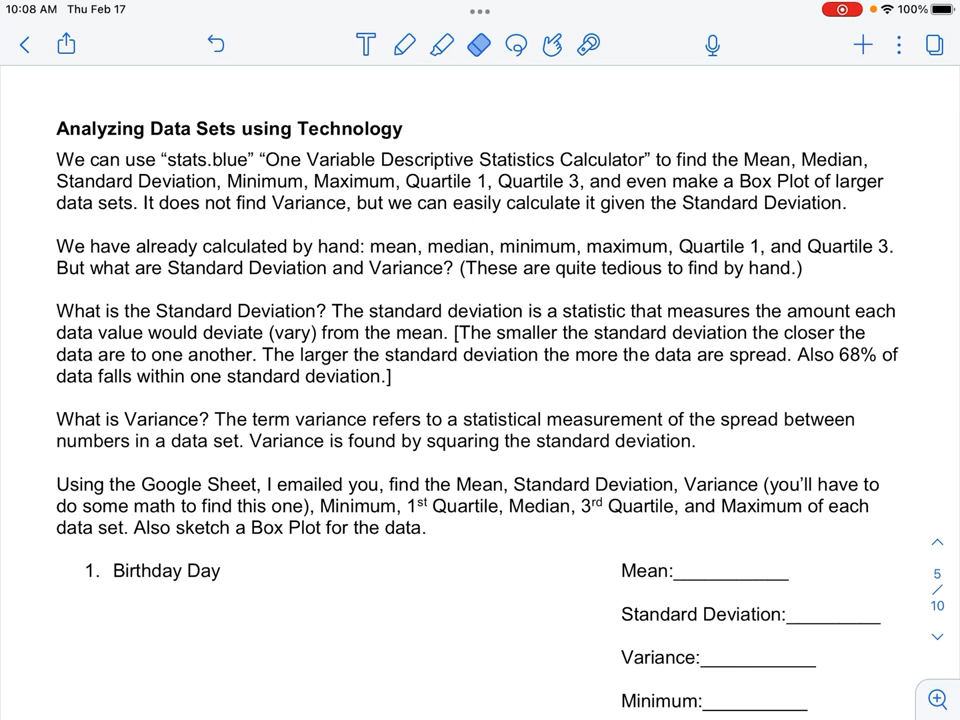 10:08 AM Thu Feb 17
100%
Analyzing Data Sets using Technology
We can use “stats.blue” “One Variable Descriptive Statistics Calculator” to find the Mean, Median,
Standard Deviation, Minimum, Maximum, Quartile 1, Quartile 3, and even make a Box Plot of larger
data sets. It does not find Variance, but we can easily calculate it given the Standard Deviation.
We have already calculated by hand: mean, median, minimum, maximum, Quartile 1, and Quartile 3.
But what are Standard Deviation and Variance? (These are quite tedious to find by hand.)
What is the Standard Deviation? The standard deviation is a statistic that measures the amount each
data value would deviate (vary) from the mean. [The smaller the standard deviation the closer the
data are to one another. The larger the standard deviation the more the data are spread. Also 68% of
data falls within one standard deviation.]
What is Variance? The term variance refers to a statistical measurement of the spread between
numbers in a data set. Variance is found by squaring the standard deviation.
Using the Google Sheet, I emailed you, find the Mean, Standard Deviation, Variance (you’ll have to
do some math to find this one), Minimum, 1st Quartile, Median, 3rd Quartile, and Maximum of each
data set. Also sketch a Box Plot for the data.
1. Birthday Day
Mean:___________
Standard Deviation:_________
Variance:___________
Minimum:__________
5
/
10